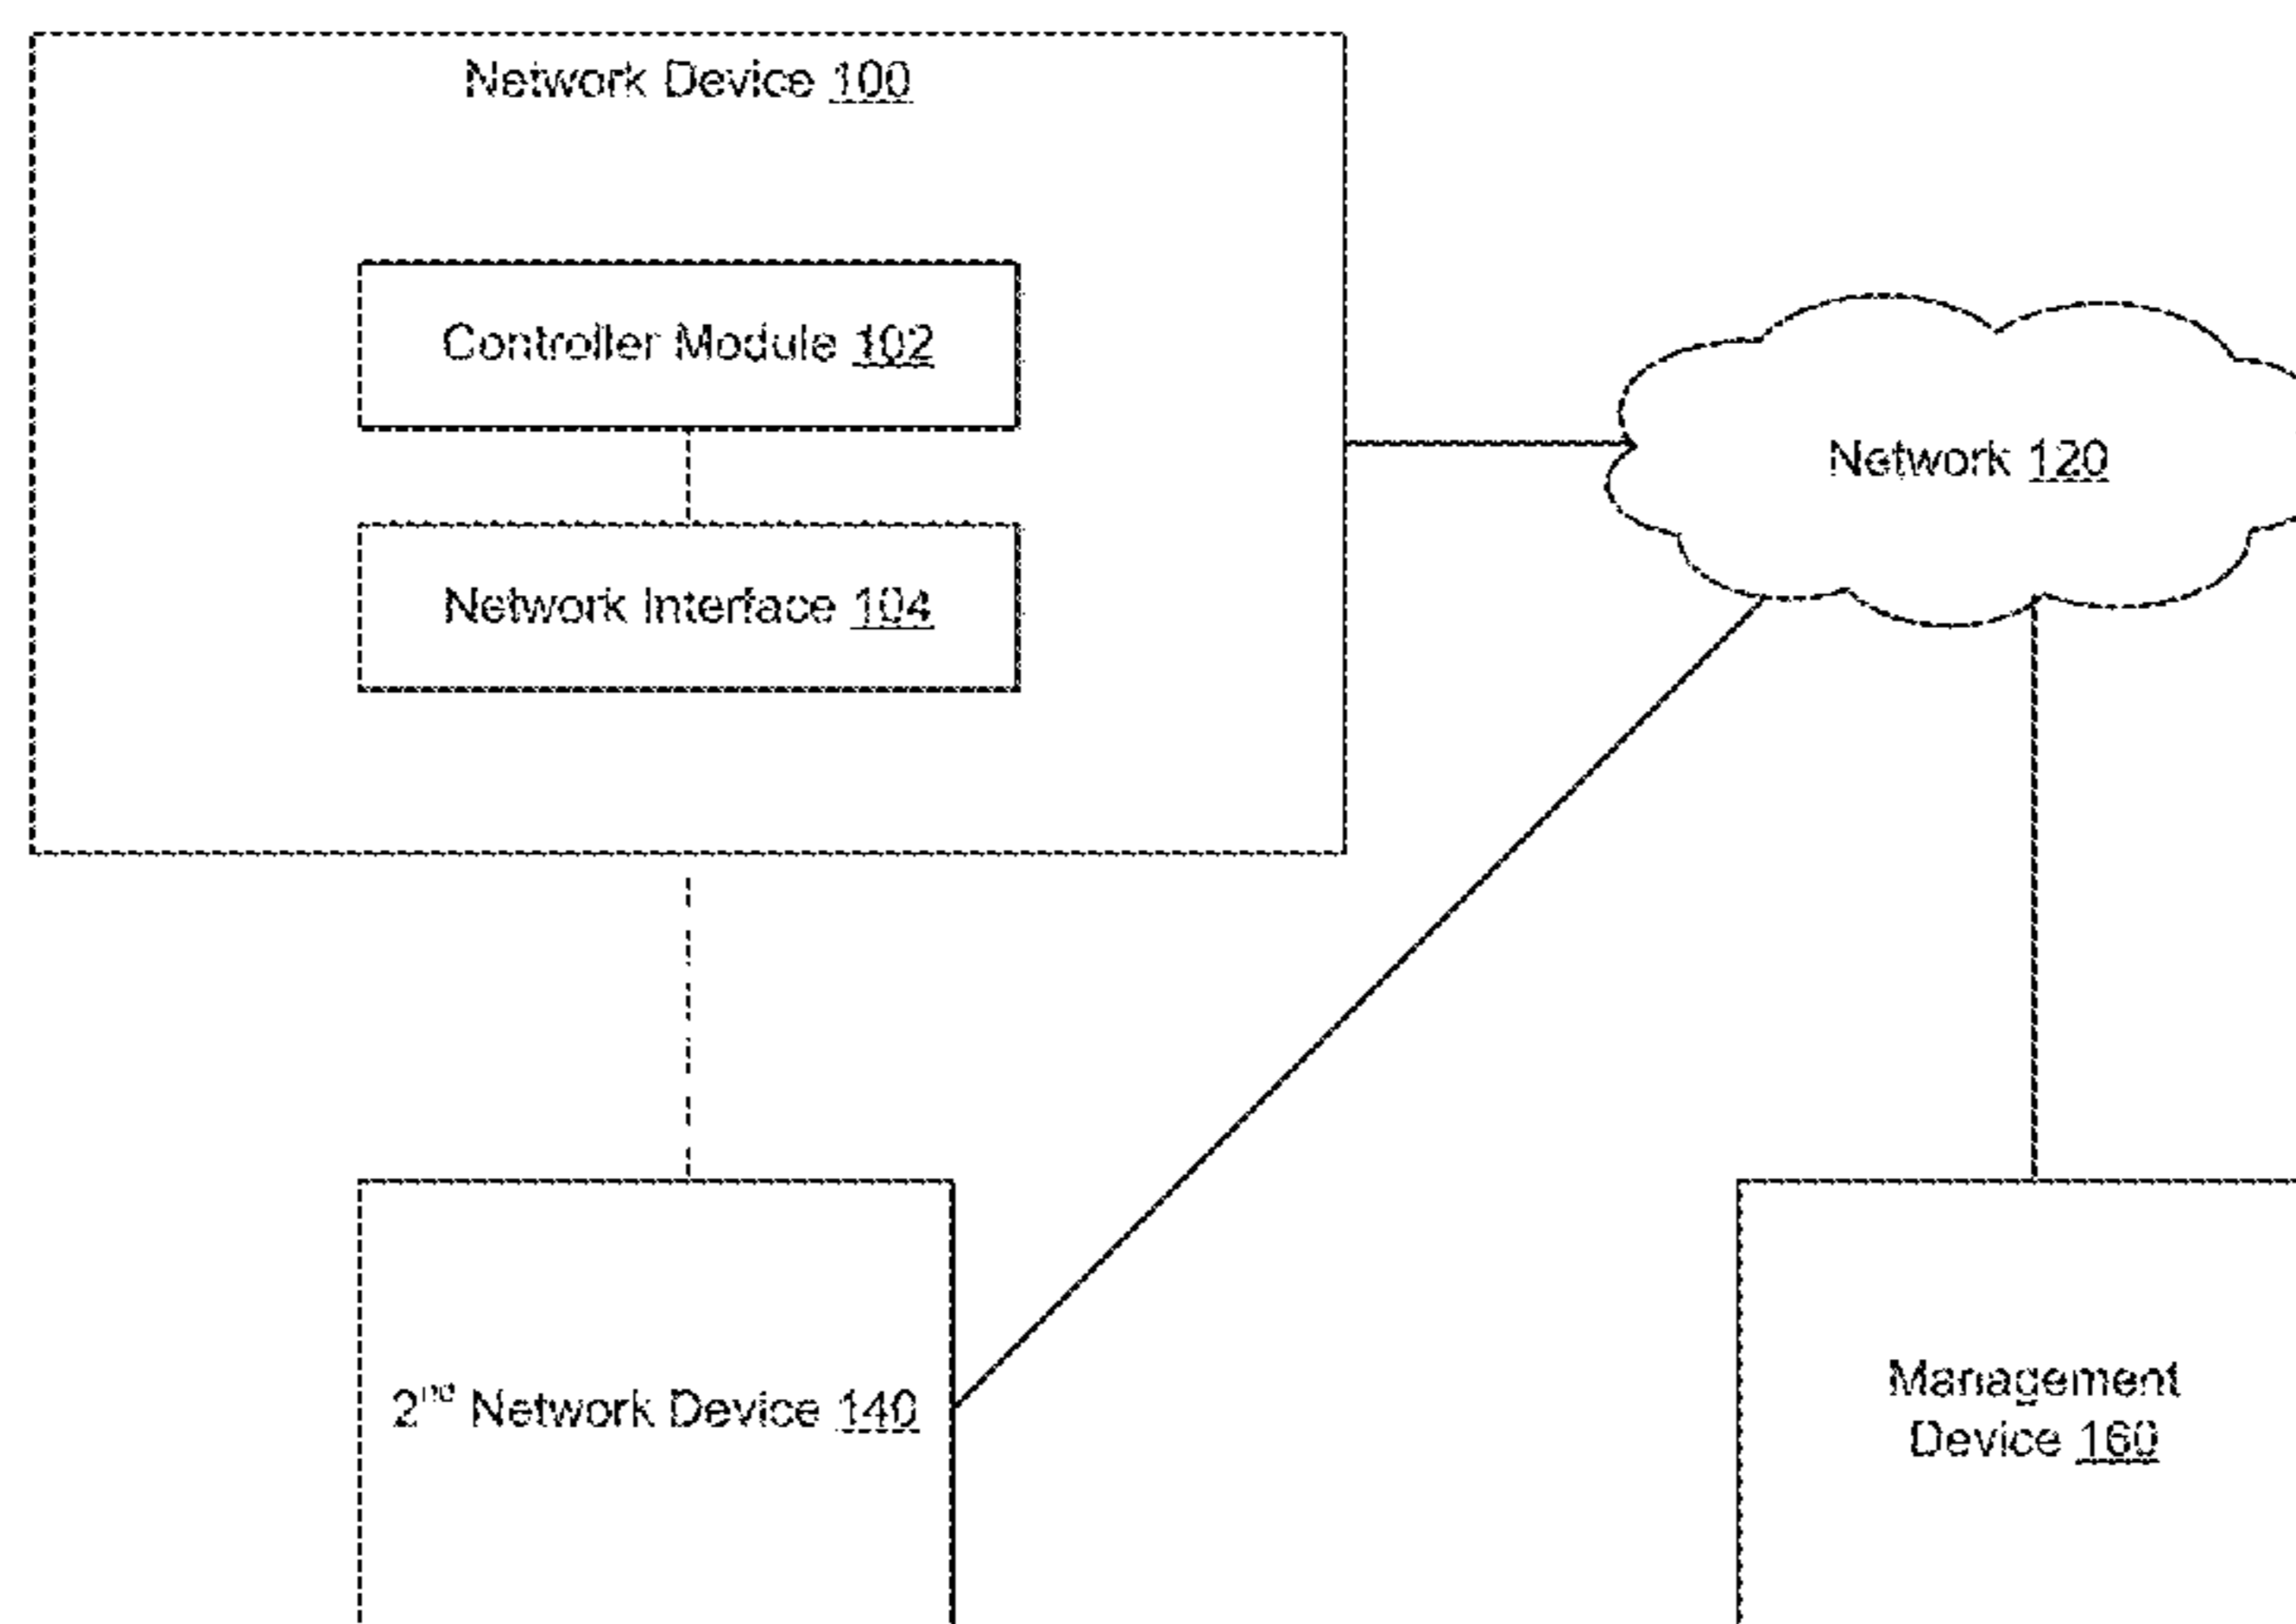 Network Device 100
Controller Module 102
Network 120
Network Interface 104
2nd Network Device 140
Management
Device 160